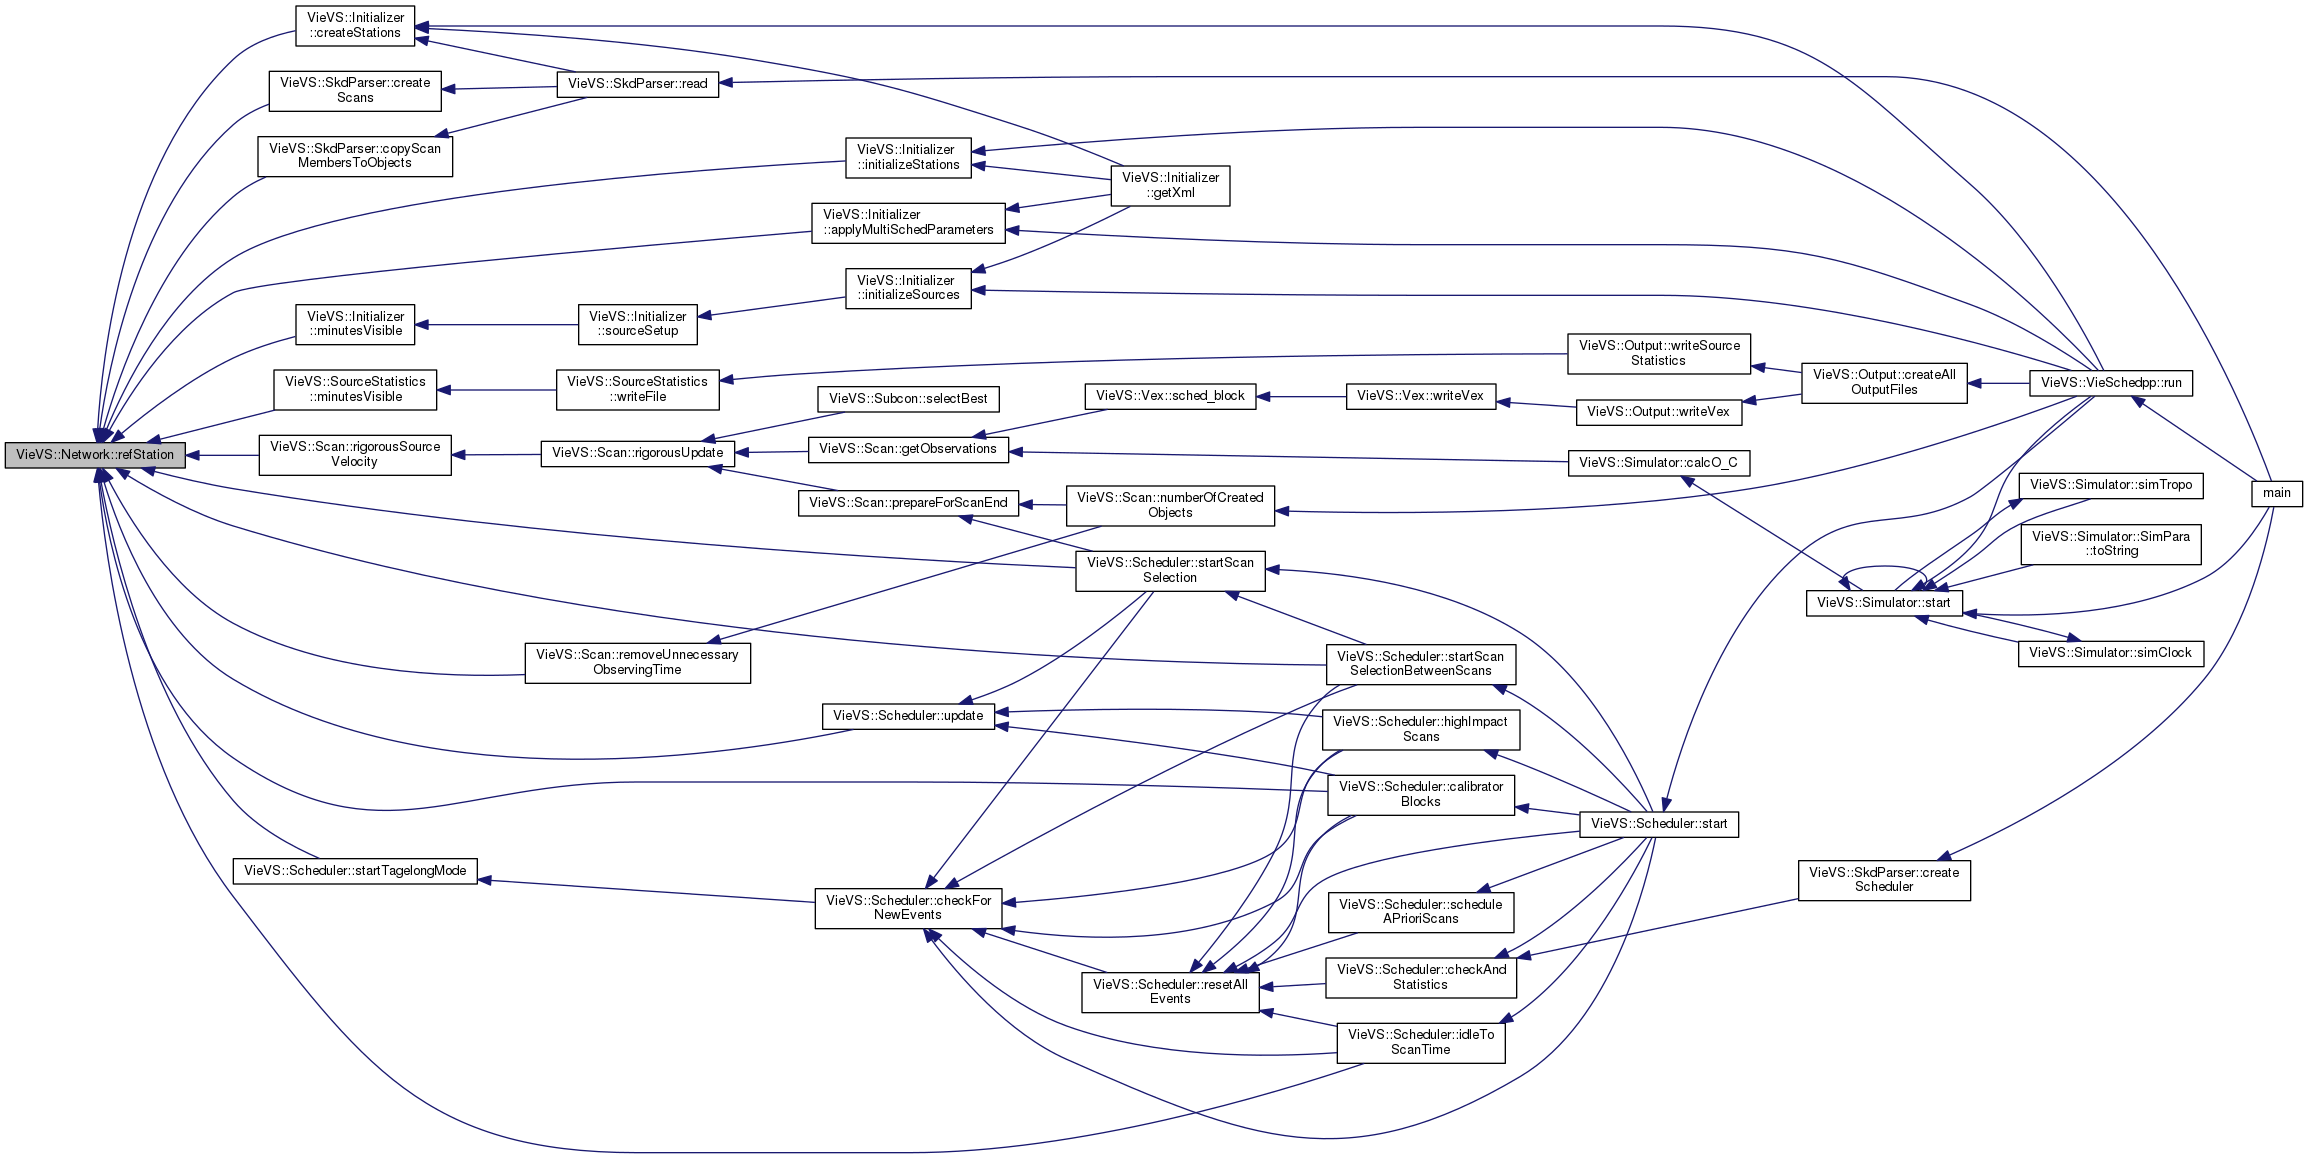 VieVS::Initializer
::createStations
VieVS::SkdParser::create
Scans
VieVS::SkdParser::read
VieVS::SkdParser::copyScan
MembersToObjects
VieVS::Initializer
::initializeStations
VieVS::Initializer
::getXml
VieVS::Initializer
::applyMultiSchedParameters
VieVS::Initializer
::initializeSources
VieVS::Initializer
::minutesVisible
VieVS::Initializer
::sourceSetup
VieVS::Output::writeSource
Statistics
VieVS::SourceStatistics
::minutesVisible
VieVS::SourceStatistics
::writeFile
VieVS::Subcon::selectBest
VieVS::Vex::sched_block
VieVS::Vex::writeVex
VieVS::Output::writeVex
VieVS::Output::createAll
OutputFiles
VieVS::VieSchedpp::run
VieVS::Network::refStation
VieVS::Scan::rigorousSource
Velocity
VieVS::Scan::rigorousUpdate
VieVS::Scan::getObservations
VieVS::Simulator::calcO_C
VieVS::Scan::prepareForScanEnd
VieVS::Scan::numberOfCreated
Objects
VieVS::Simulator::simTropo
main
VieVS::Simulator::SimPara
::toString
VieVS::Scheduler::startScan
Selection
VieVS::Simulator::start
VieVS::Simulator::simClock
VieVS::Scan::removeUnnecessary
ObservingTime
VieVS::Scheduler::startScan
SelectionBetweenScans
VieVS::Scheduler::update
VieVS::Scheduler::highImpact
Scans
VieVS::Scheduler::calibrator
Blocks
VieVS::Scheduler::start
VieVS::Scheduler::startTagelongMode
VieVS::Scheduler::checkFor
NewEvents
VieVS::Scheduler::schedule
APrioriScans
VieVS::SkdParser::create
Scheduler
VieVS::Scheduler::resetAll
Events
VieVS::Scheduler::checkAnd
Statistics
VieVS::Scheduler::idleTo
ScanTime